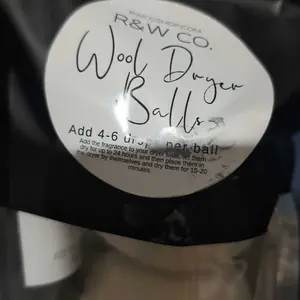 R&W CO.
Wool Dryer
Balls
Add 4-6 drops per ball
Add the fragrance to your dryer balls, let them
dry for up to 24 hours and then place them in
the dryer by themselves and dry them for 15-20
minutes.